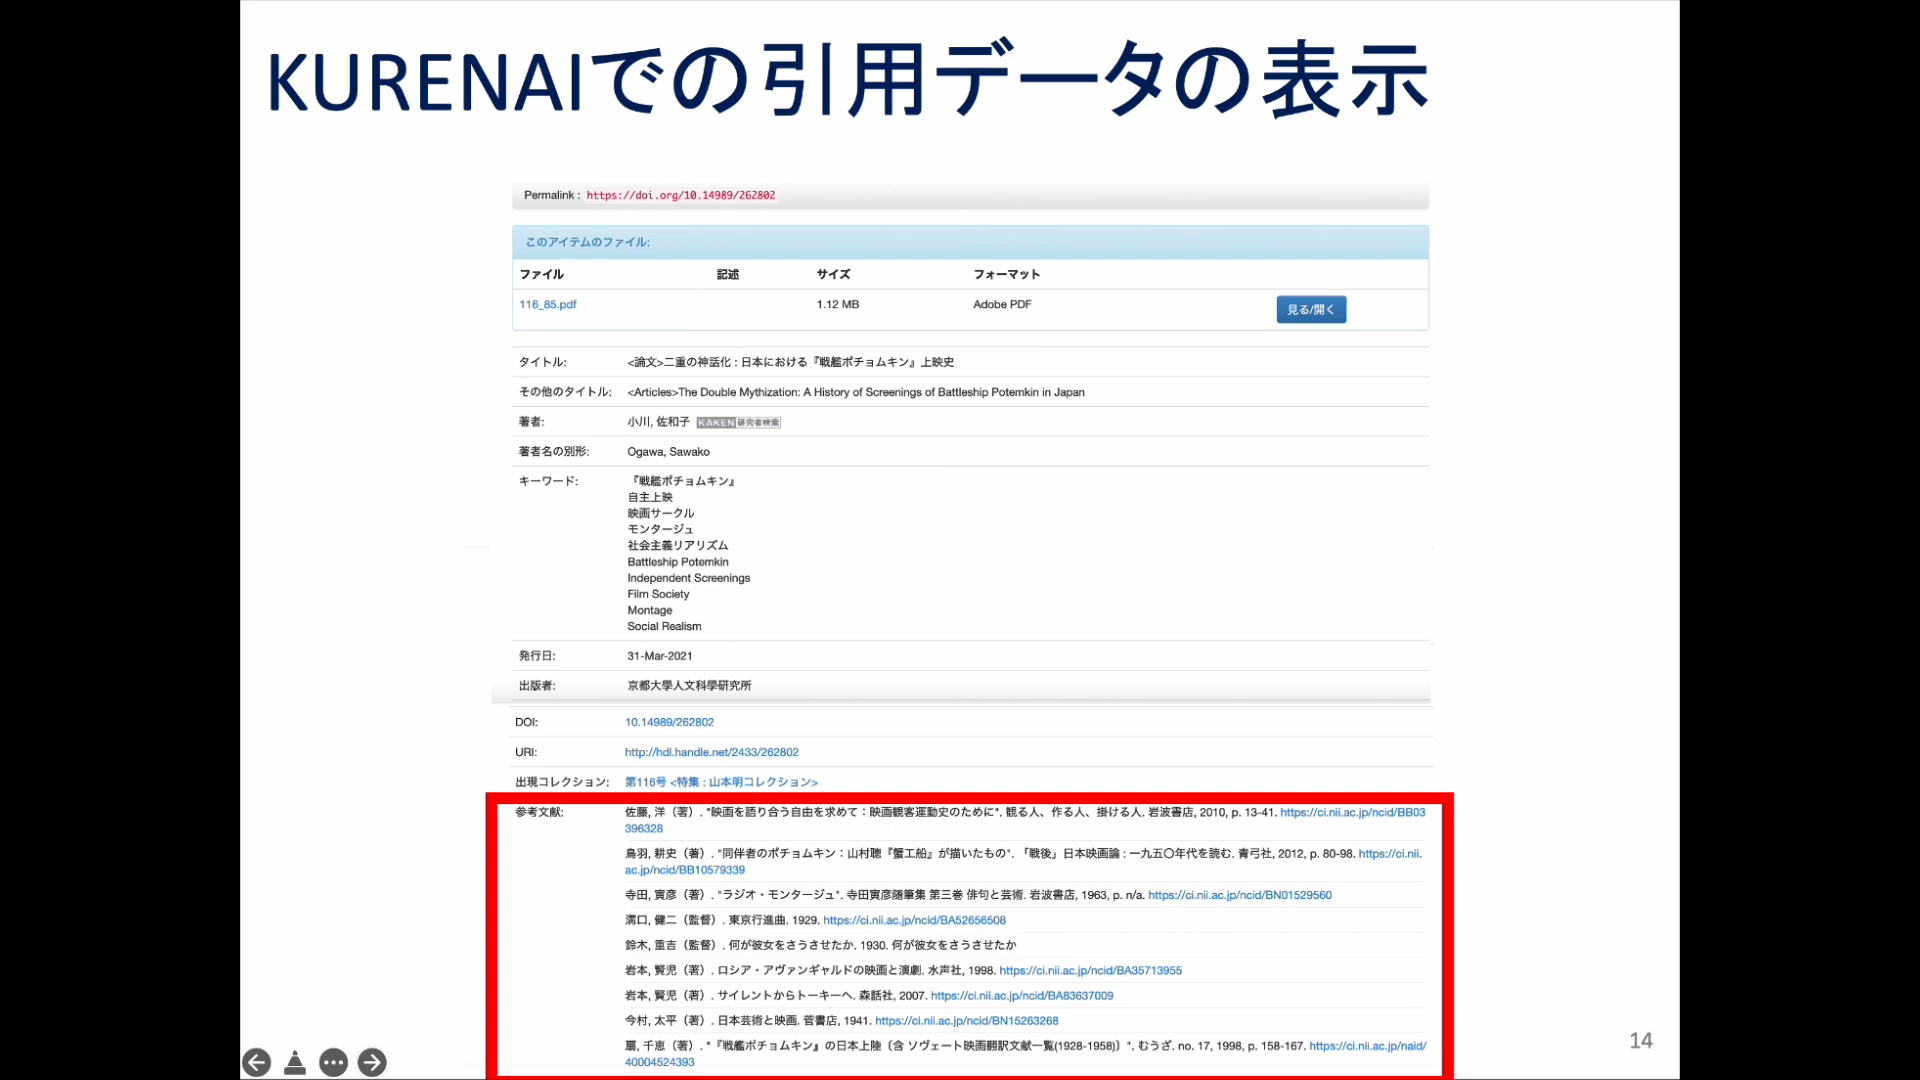 KURENAIでの引用データの表示
Permalink : https://doi.org/10.14989/262802
このアイテムのファイル:
ファイル 記述 サイズ フォーマット
116_85.pdf 1.12 MB Adobe PDF 見る/開く
タイトル: <論文>二重の神話化 : 日本における『戦艦ポチョムキン』上映史
その他のタイトル: <Articles>The Double Mythization: A History of Screenings of Battleship Potemkin in Japan
著者: 小川, 佐和子 KAKEN 研究者検索
著者名の別形: Ogawa, Sawako
キーワード: 『戦艦ポチョムキン』
自主上映
映画サークル
モンタージュ
社会主義リアリズム
Battleship Potemkin
Independent Screenings
Film Society
Montage
Social Realism
発行日: 31-Mar-2021
出版者: 京都大學人文科學研究所
DOI: 10.14989/262802
URI: http://hdl.handle.net/2433/262802
出現コレクション: 第116号 <特集 : 山本明コレクション>
参考文献: 佐藤, 洋（著）. "映画を語り合う自由を求めて：映画観客運動史のために". 観る人、作る人、掛ける人. 岩波書店, 2010, p. 13-41. https://ci.nii.ac.jp/ncid/BB03
396328
鳥羽, 耕史（著）. "同伴者のポチョムキン：山村聰『蟹工船』が描いたもの". 「戦後」日本映画論 : 一九五〇年代を読む. 青弓社, 2012, p. 80-98. https://ci.nii.
ac.jp/ncid/BB10579339
寺田, 寅彦（著）. "ラジオ・モンタージュ". 寺田寅彦随筆集 第三巻 俳句と芸術. 岩波書店, 1963, p. n/a. https://ci.nii.ac.jp/ncid/BN01529560
溝口, 健二（監督）. 東京行進曲. 1929. https://ci.nii.ac.jp/ncid/BA52656508
鈴木, 重吉（監督）. 何が彼女をさうさせたか. 1930. 何が彼女をさうさせたか
岩本, 賢児（著）. ロシア・アヴァンギャルドの映画と演劇. 水声社, 1998. https://ci.nii.ac.jp/ncid/BA35713955
岩本, 賢児（著）. サイレントからトーキーへ. 森話社, 2007. https://ci.nii.ac.jp/ncid/BA83637009
今村, 太平（著）. 日本芸術と映画. 菅書店, 1941. https://ci.nii.ac.jp/ncid/BN15263268
扇, 千恵（著）. "『戦艦ポチョムキン』の日本上陸〔含 ソヴェート映画翻訳文献一覧(1928-1958)〕". むうざ. no. 17, 1998, p. 158-167. https://ci.nii.ac.jp/naid/
40004524393
14